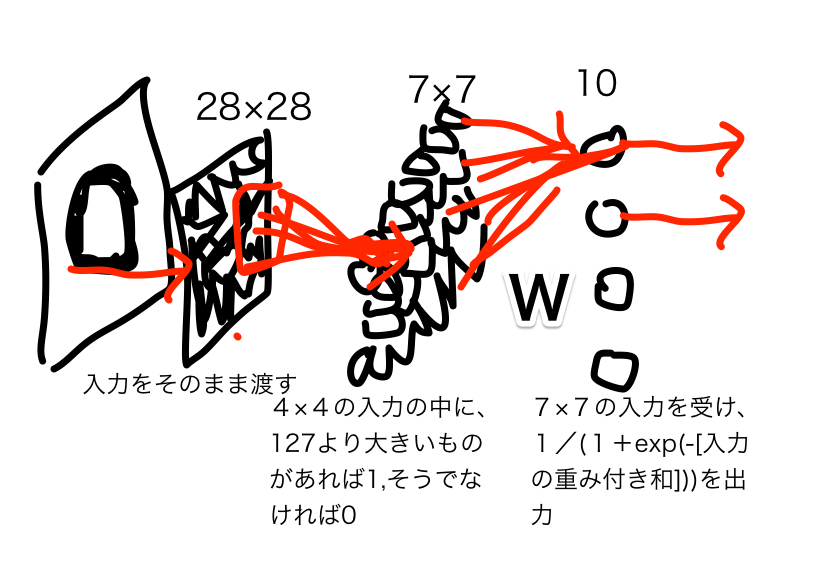 28×28
7×7
10
W
入力をそのまま渡す
４×４の入力の中に、
127より大きいもの
があれば1,そうでな
ければ0
７×７の入力を受け、
１／(１＋exp(-[入力
の重み付き和]))を出
力